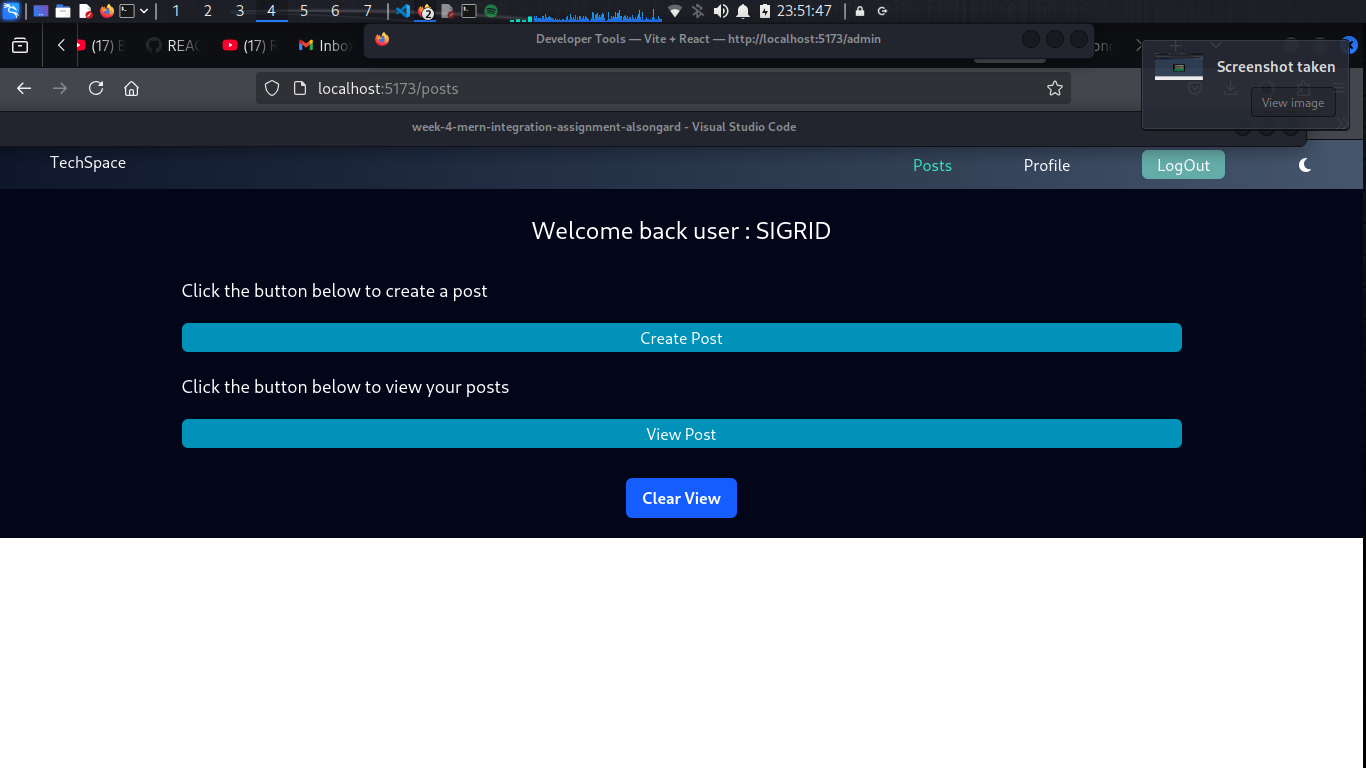 1 2 3 4 5 6 7 2 23:51:47
(17) REAC (17) Inbo
Developer Tools — Vite + React — http://localhost:5173/admin
Screenshot taken
View image
localhost:5173/posts
week-4-mern-integration-assignment-alsongard - Visual Studio Code
TechSpace Posts Profile LogOut
Welcome back user : SIGRID
Click the button below to create a post
Create Post
Click the button below to view your posts
View Post
Clear View